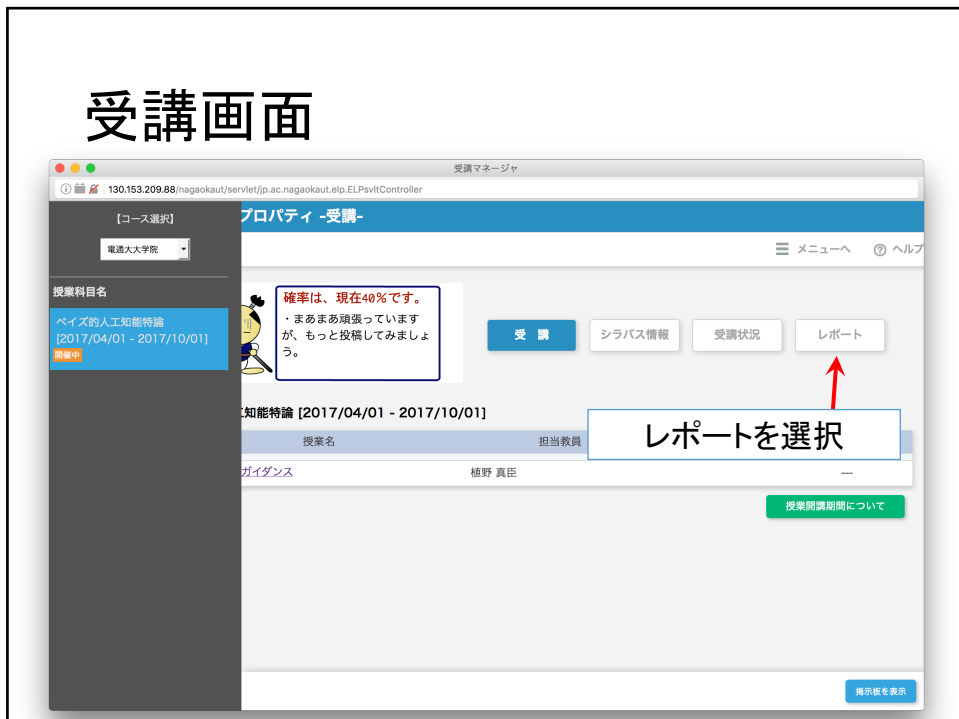 受講画面
受講マネージャ
130.153.209.88/nagaokaut/servlet/jp.ac.nagaokaut.elp.ELPsvltController
【コース選択】
電通大大学院
授業科目名
ベイズ的人工知能特論
[2017/04/01 - 2017/10/01]
開催中
プロパティ -受講-
メニューへ
ヘルプ
確率は、現在40%です。
・まあまあ頑張っています
が、もっと投稿してみましょ
う。
受 講
シラバス情報
受講状況
レポート
知能特論 [2017/04/01 - 2017/10/01]
レポートを選択
授業名
担当教員
ガイダンス
植野 真臣
---
授業開講期間について
掲示板を表示